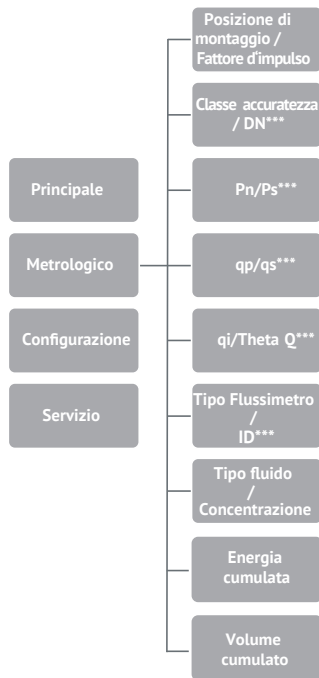 Principale
Metrologico
Configurazione
Servizio
Posizione di
montaggio /
Fattore d'impulso
Classe accuratezza
/ DN***
Pn/Ps***
qp/qs***
qi/Theta Q***
Tipo Flussimetro
/
ID***
Tipo fluido
/
Concentrazione
Energia
cumulata
Volume
cumulato